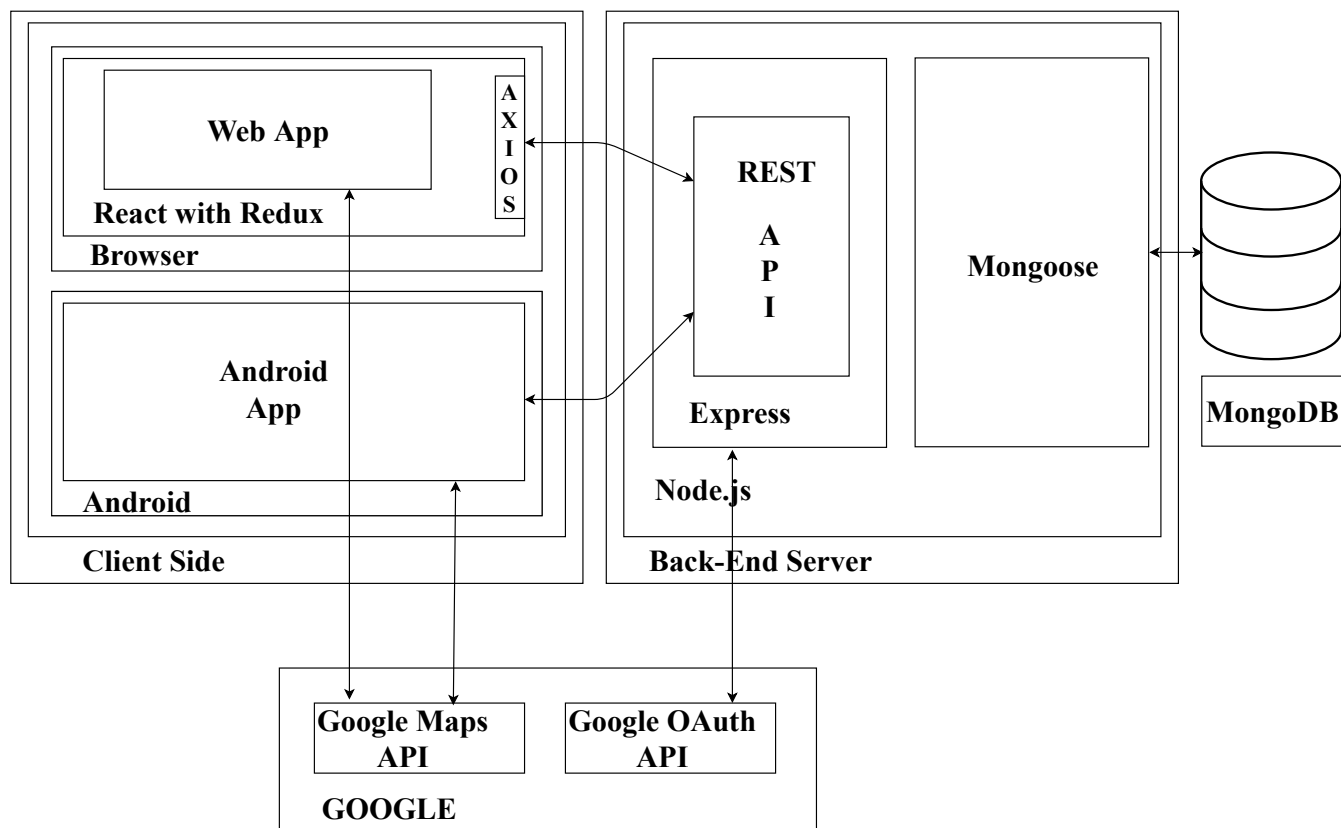 Web App
A
X
I
O
S
React with Redux
Browser
Android
App
Android
Client Side
REST
A
P
I
Express
Mongoose
Node.js
Back-End Server
MongoDB
Google Maps
API
Google OAuth
API
GOOGLE